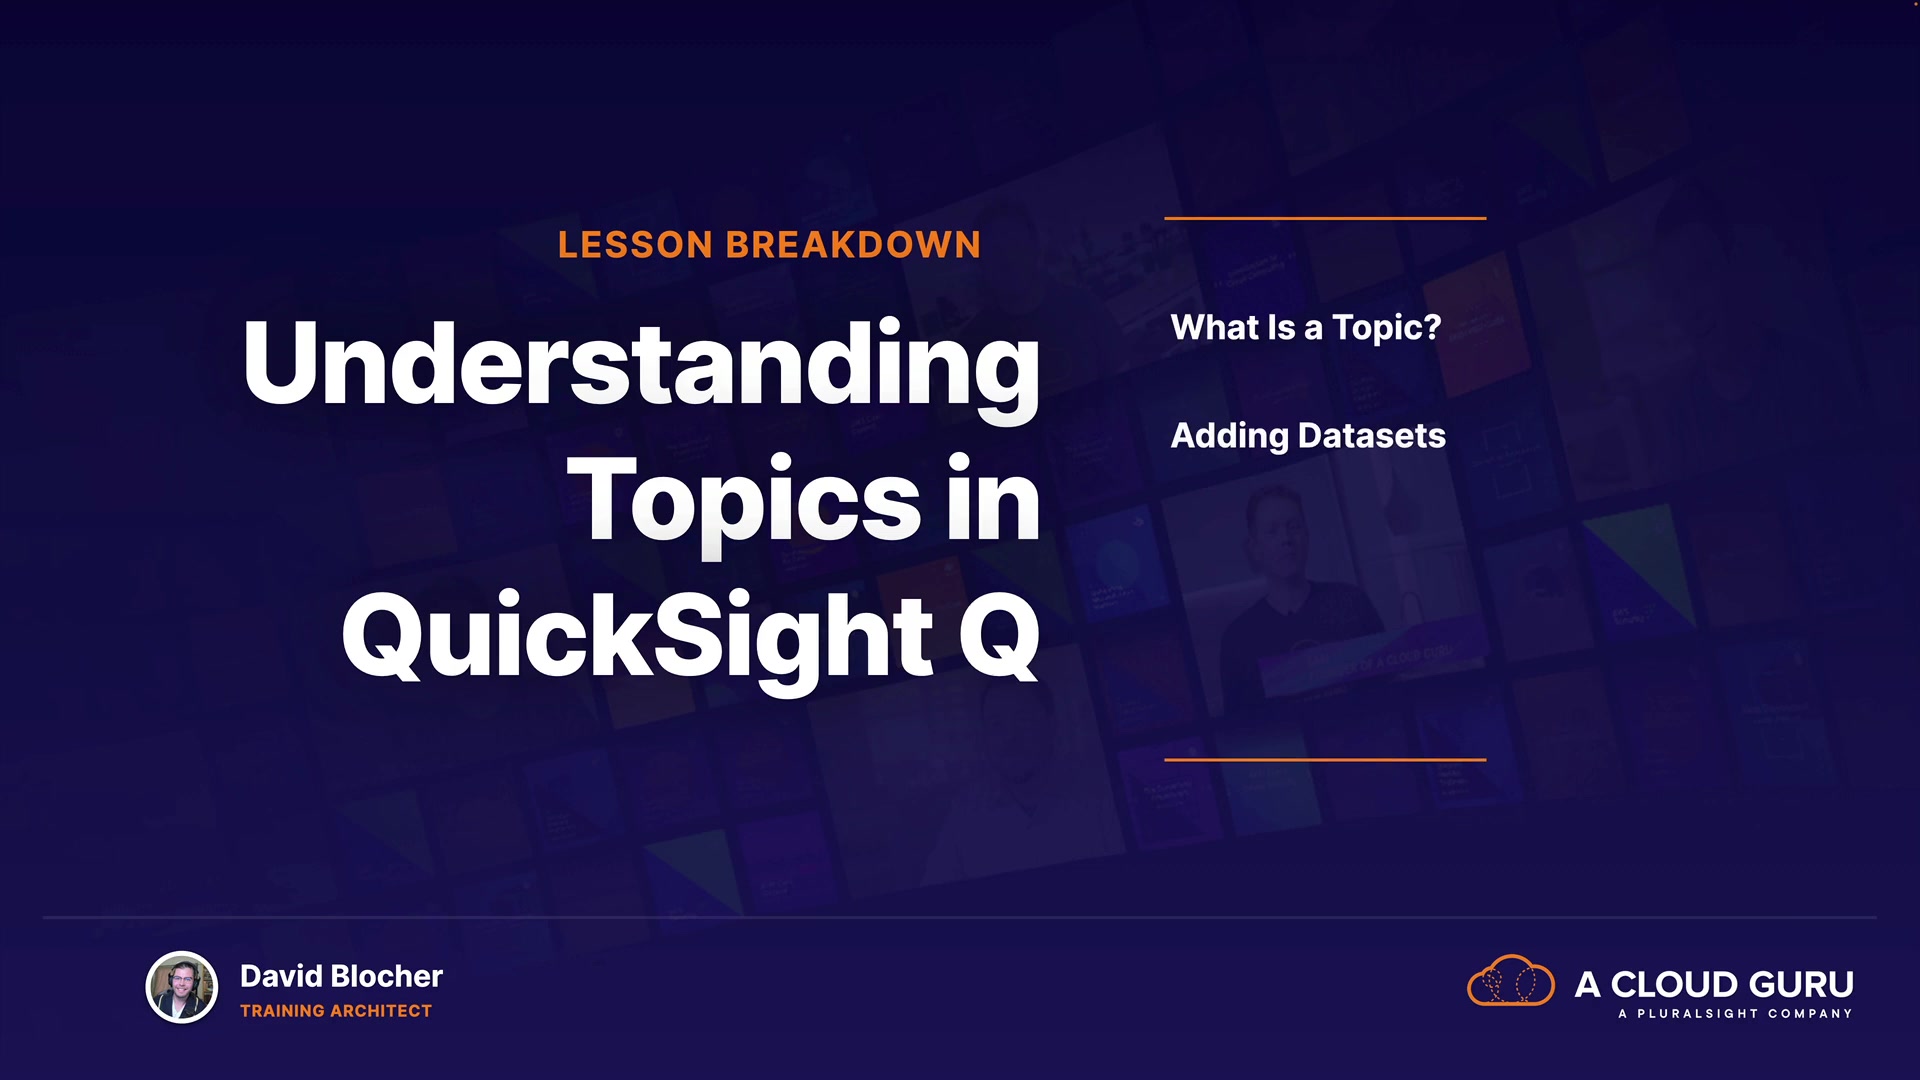 LESSON BREAKDOWN
Understanding
Topics in
QuickSight Q
What Is a Topic?
Adding Datasets
David Blocher
TRAINING ARCHITECT
A CLOUD GURU
A PLURALSIGHT COMPANY